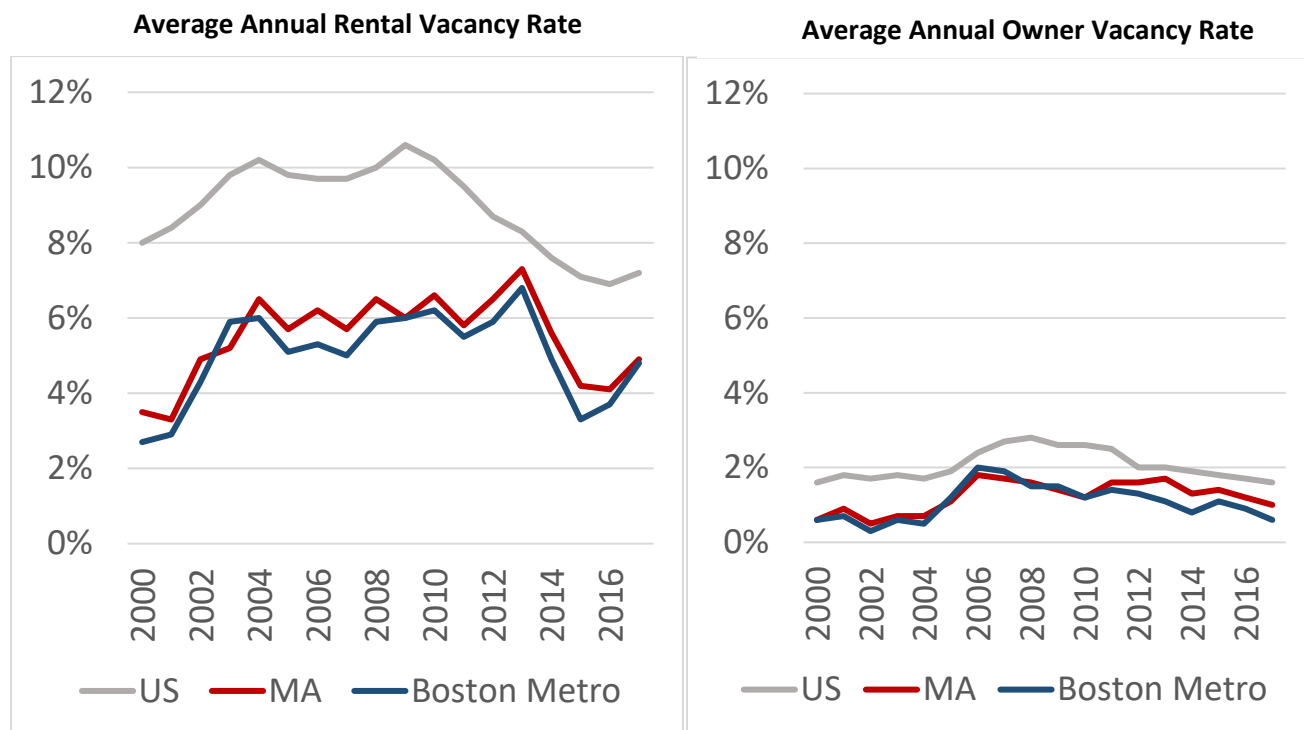 Average Annual Rental Vacancy Rate
12%
10%
8%
6%
4%
2%
0%
2000 2002 2004 2006 2008 2010 2012 2014 2016
US MA Boston Metro
Average Annual Owner Vacancy Rate
12%
10%
8%
6%
4%
2%
0%
2000 2002 2004 2006 2008 2010 2012 2014 2016
US MA Boston Metro